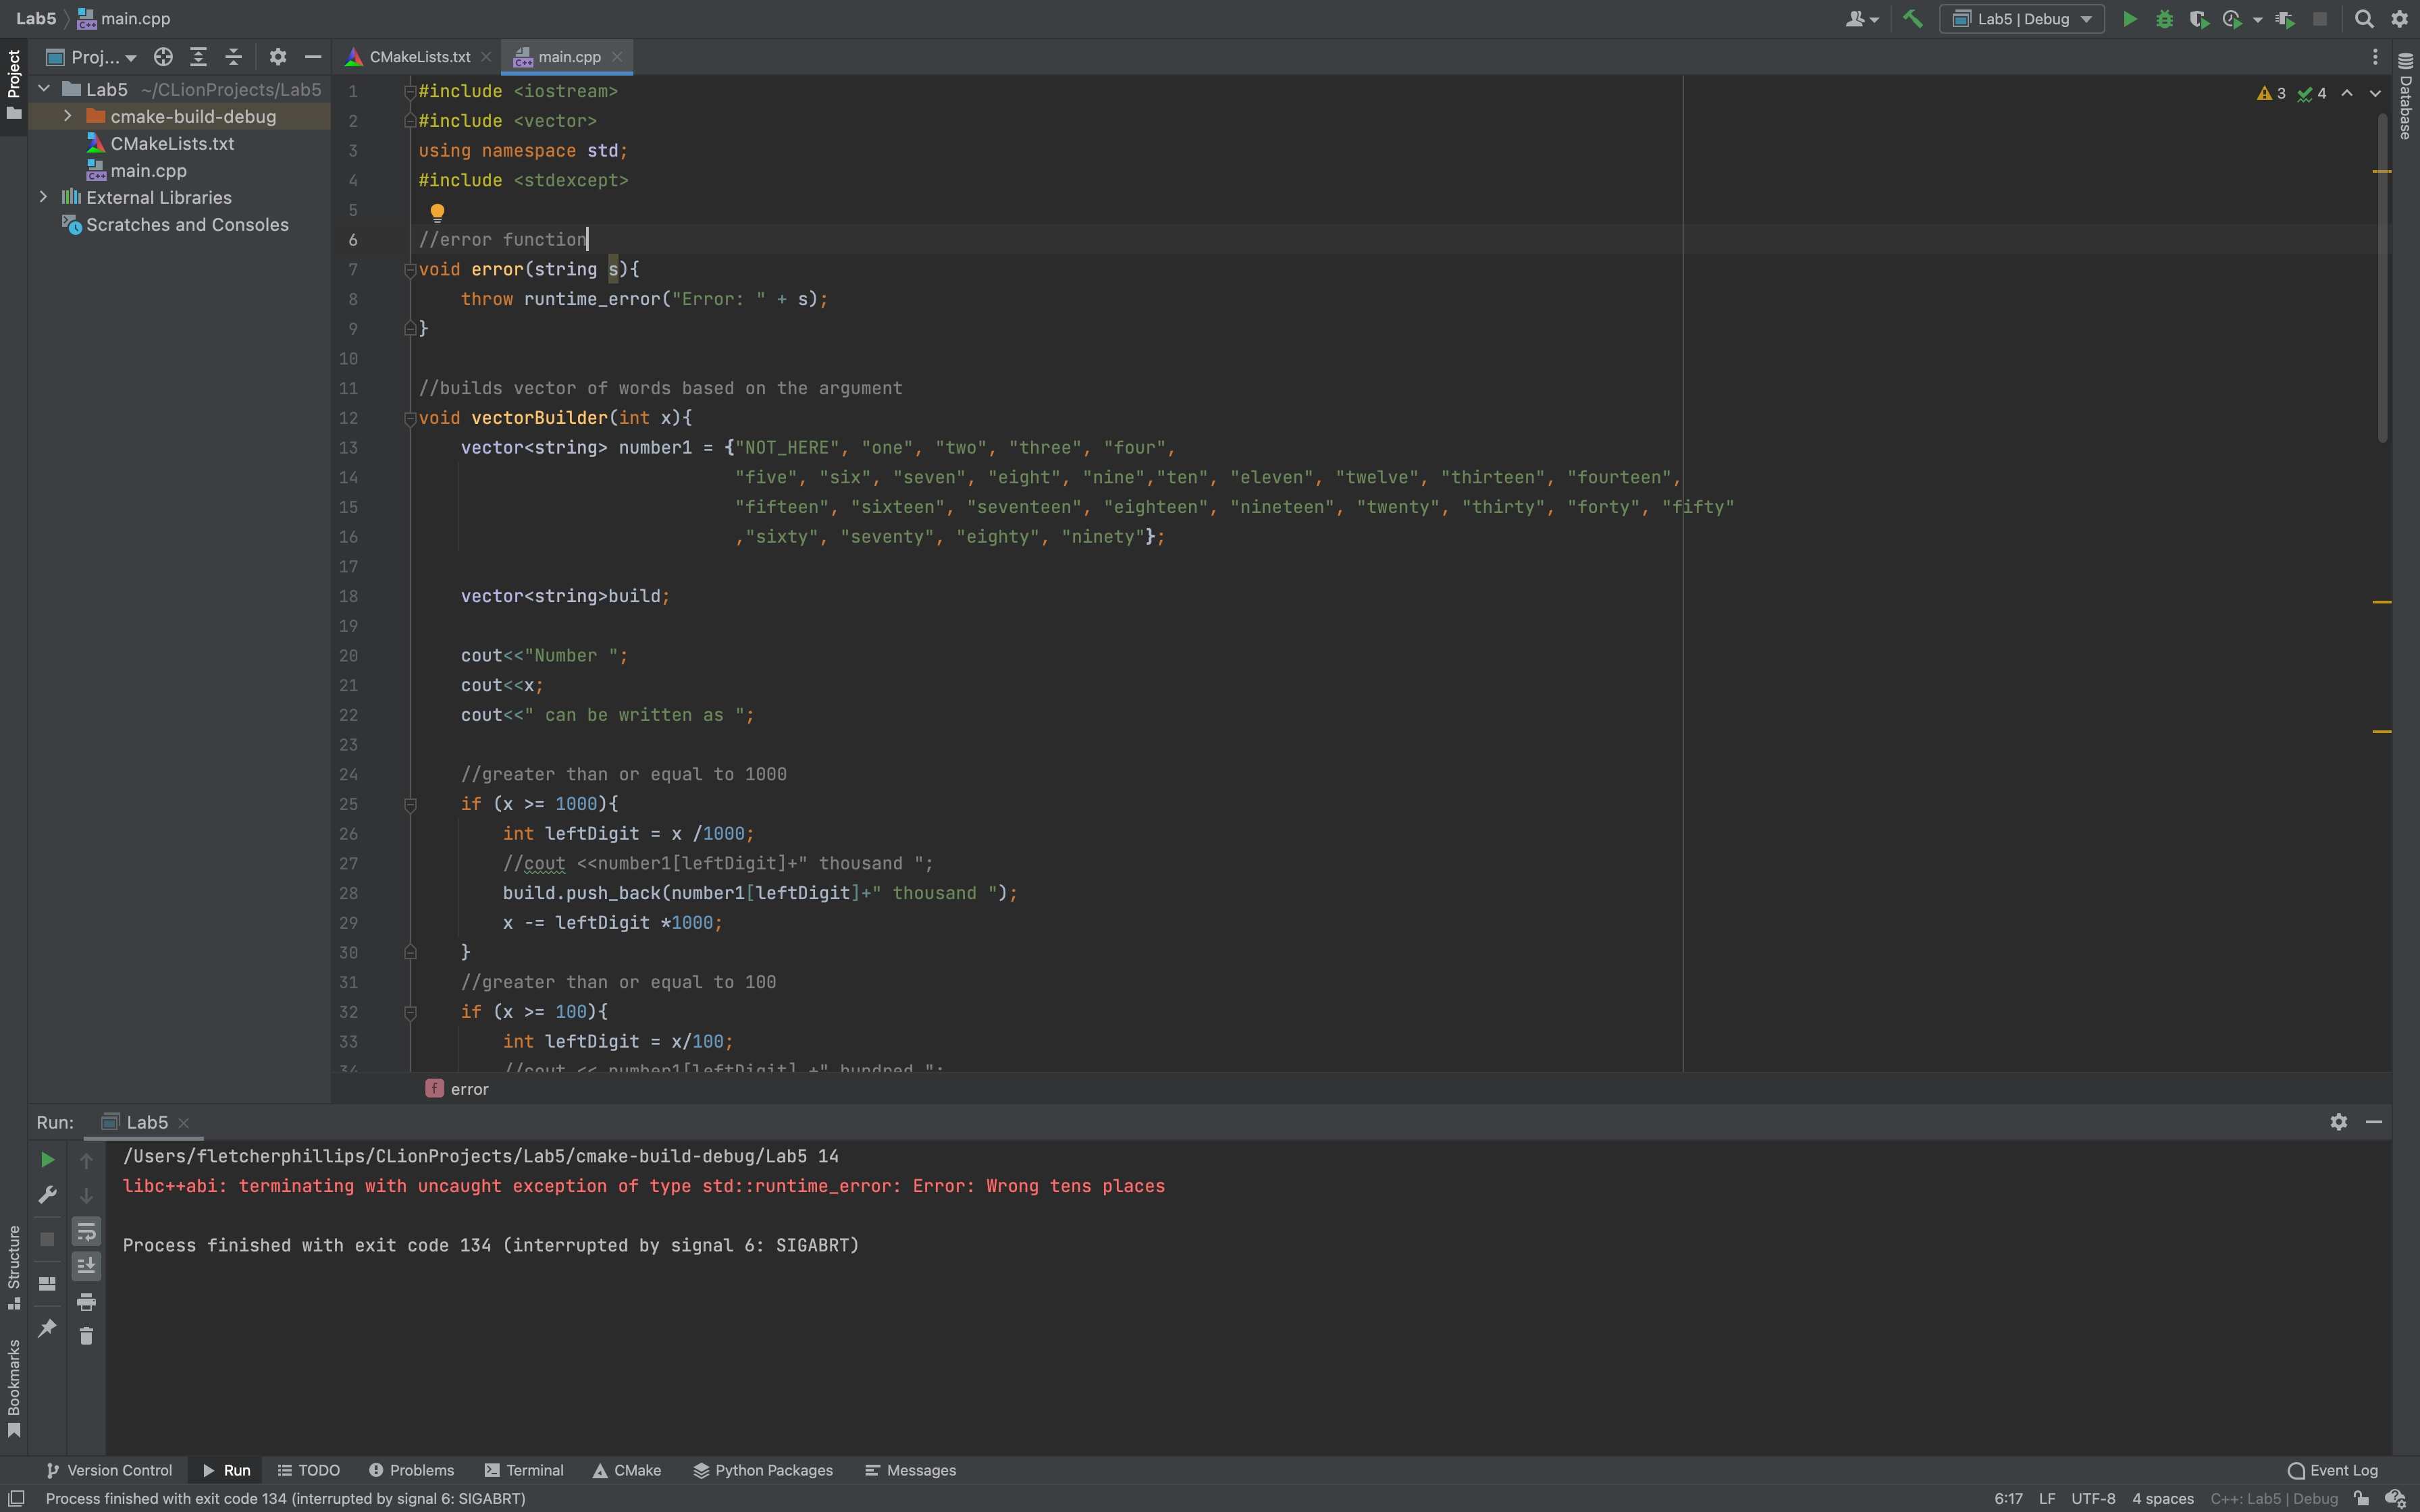 Lab5 main.cpp
Lab5 | Debug
Project
Proj...
CMakeLists.txt
main.cpp
Lab5 ~/CLionProjects/Lab5
cmake-build-debug
CMakeLists.txt
main.cpp
External Libraries
Scratches and Consoles
3 4
Database
1 #include <iostream>
2 #include <vector>
3 using namespace std;
4 #include <stdexcept>
5
6 //error function
7 void error(string s){
8 throw runtime_error("Error: " + s);
9 }
10
11 //builds vector of words based on the argument
12 void vectorBuilder(int x){
13 vector<string> number1 = {"NOT_HERE", "one", "two", "three", "four",
14 "five", "six", "seven", "eight", "nine","ten", "eleven", "twelve", "thirteen", "fourteen",
15 "fifteen", "sixteen", "seventeen", "eighteen", "nineteen", "twenty", "thirty", "forty", "fifty"
16 ,"sixty", "seventy", "eighty", "ninety"};
17
18 vector<string>build;
19
20 cout<<"Number ";
21 cout<<x;
22 cout<<" can be written as ";
23
24 //greater than or equal to 1000
25 if (x >= 1000){
26 int leftDigit = x /1000;
27 //cout <<number1[leftDigit]+" thousand ";
28 build.push_back(number1[leftDigit]+" thousand ");
29 x -= leftDigit *1000;
30 }
31 //greater than or equal to 100
32 if (x >= 100){
33 int leftDigit = x/100;
34 //cout << number1[leftDigit] +" hundred ";
f error
Run: Lab5
/Users/fletcherphillips/CLionProjects/Lab5/cmake-build-debug/Lab5 14
libc++abi: terminating with uncaught exception of type std::runtime_error: Error: Wrong tens places
Process finished with exit code 134 (interrupted by signal 6: SIGABRT)
Structure
Bookmarks
Version Control Run TODO Problems Terminal CMake Python Packages Messages Event Log
Process finished with exit code 134 (interrupted by signal 6: SIGABRT) 6:17 LF UTF-8 4 spaces C++: Lab5 | Debug